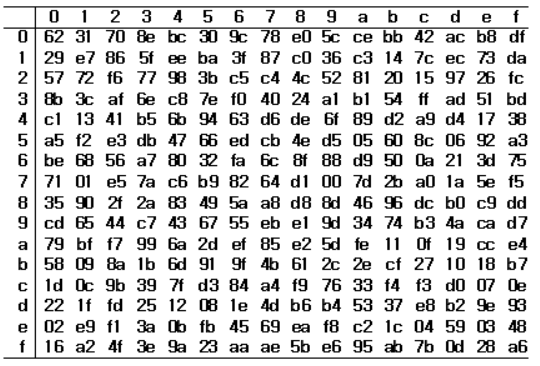 0 1 2 3 4 5 6 7 8 9 a b c d e f
0 62 31 70 8e bc 30 9c 78 e0 5c ce bb 42 ac b8 df
1 29 e7 86 5f ee ba 3f 87 c0 36 c3 14 7c ec 73 da
2 57 72 f6 77 98 3b c5 c4 4c 52 81 20 15 97 26 fc
3 8b 3c af 6e c8 7e f0 40 24 a1 b1 54 ff ad 51 bd
4 c1 13 41 b5 6b 94 63 d6 de 6f 89 d2 a9 d4 17 38
5 a5 f2 e3 db 47 66 ed cb 4e d5 05 60 8c 06 92 a3
6 be 68 56 a7 80 32 fa 6c 8f 88 d9 50 0a 21 3d 75
7 71 01 e5 7a c6 b9 82 64 d1 00 7d 2b a0 1a 5e f5
8 35 90 2f 2a 83 49 5a a8 d8 8d 46 96 dc b0 c9 dd
9 cd 65 44 c7 43 67 55 eb e1 9d 34 74 b3 4a ca d7
a 79 bf f7 99 6a 2d ef 85 e2 5d fe 11 0f 19 cc e4
b 58 09 8a 1b 6d 91 9f 4b 61 2c 2e cf 27 10 18 b7
c 1d 0c 9b 39 7f d3 84 a4 f9 76 33 f4 f3 d0 07 0e
d 22 1f fd 25 12 08 1e 4d b6 b4 53 37 e8 b2 9e 93
e 02 e9 f1 3a 0b fb 45 69 ea f8 c2 1c 04 59 03 48
f 16 a2 4f 3e 9a 23 aa ae 5b e6 95 ab 7b 0d 28 a6